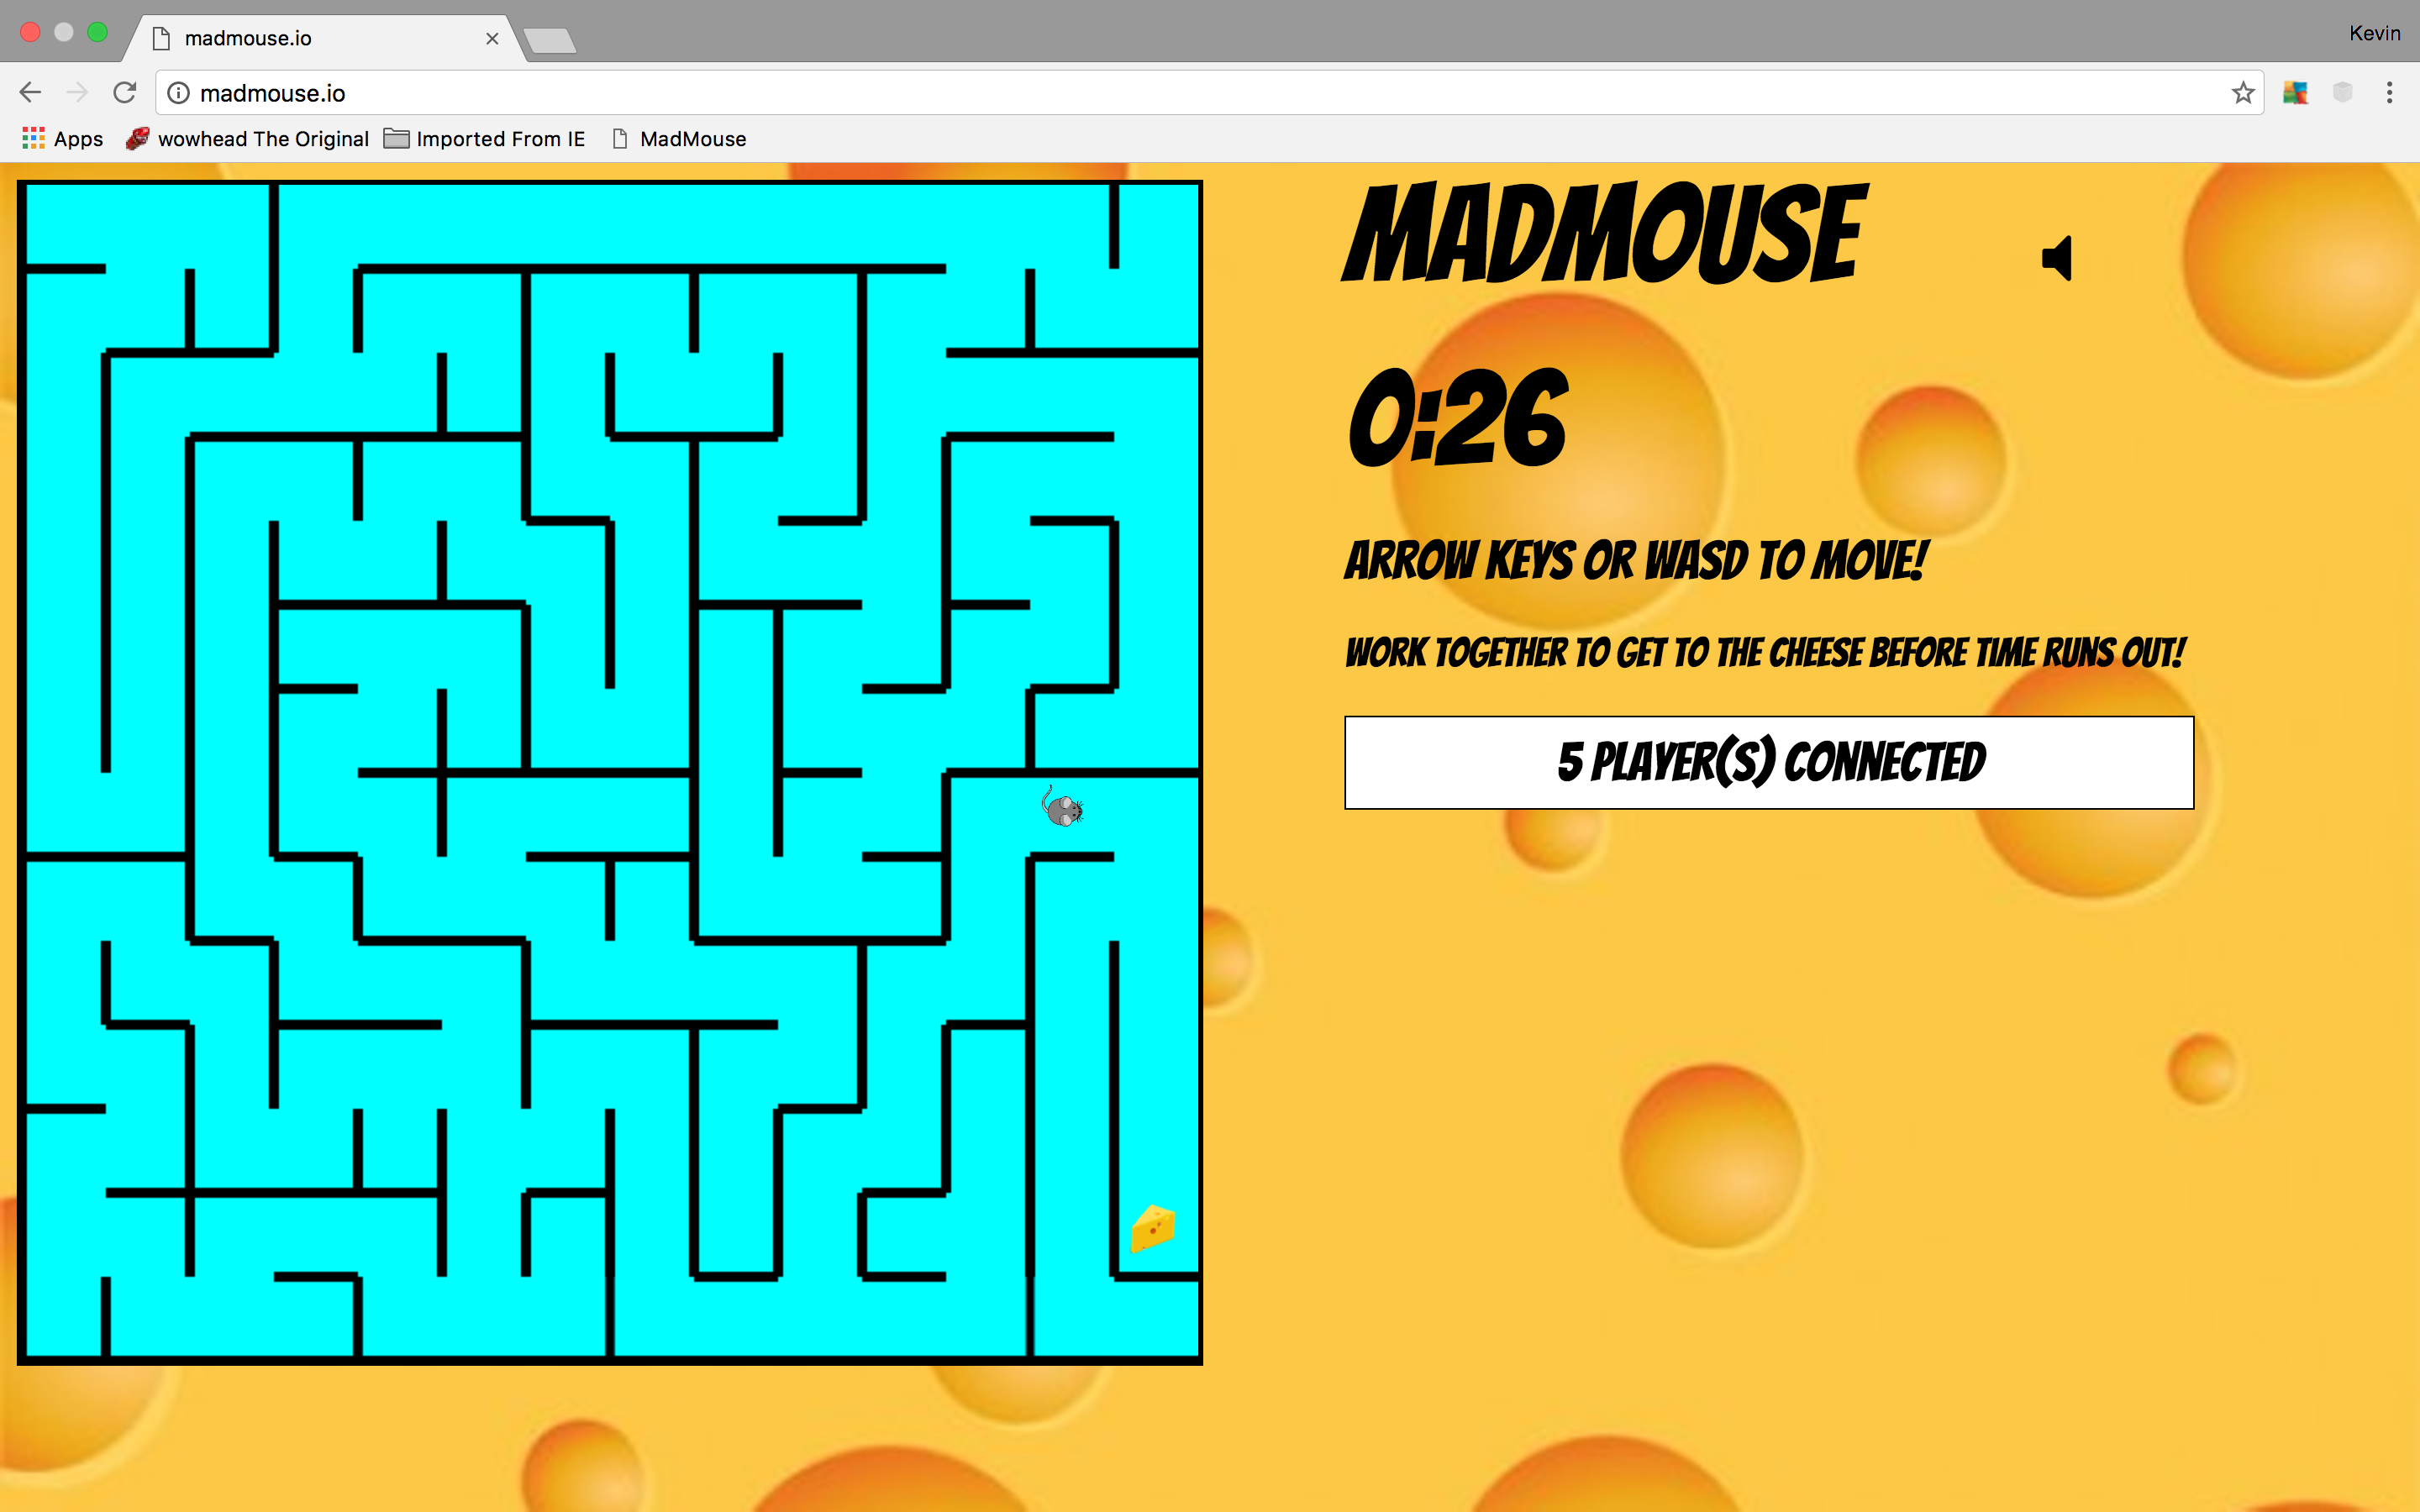 madmouse.io
Kevin
madmouse.io
Apps
wowhead The Original
Imported From IE
MadMouse
MADMOUSE
0:26
ARROW KEYS OR WASD TO MOVE!
WORK TOGETHER TO GET TO THE CHEESE BEFORE TIME RUNS OUT!
5 PLAYER(S) CONNECTED